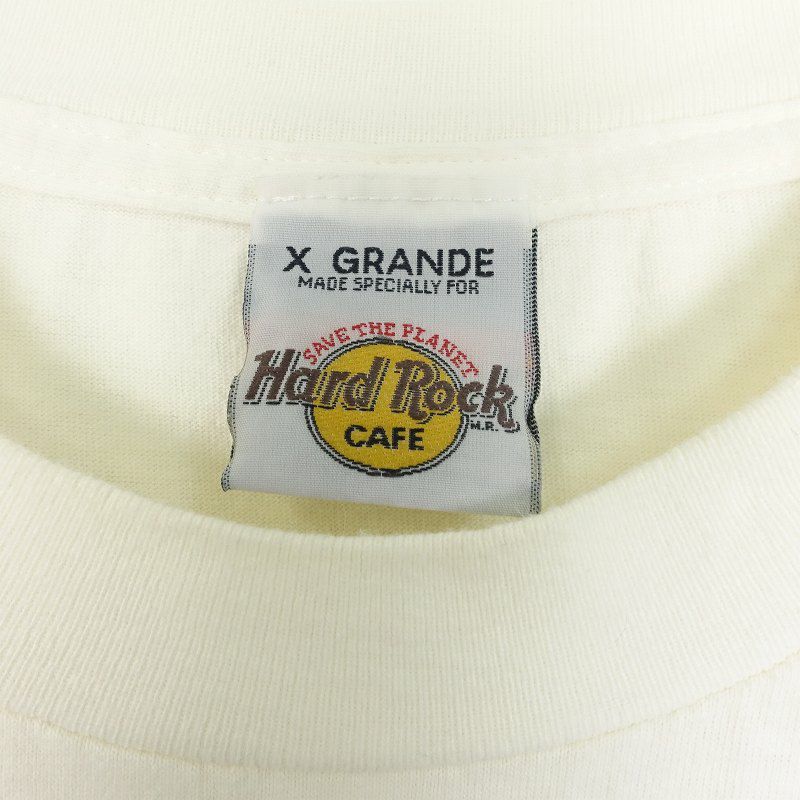 X GRANDE
MADE SPECIALLY FOR
SAVE THE PLANET
Hard Rock
M.R.
CAFE